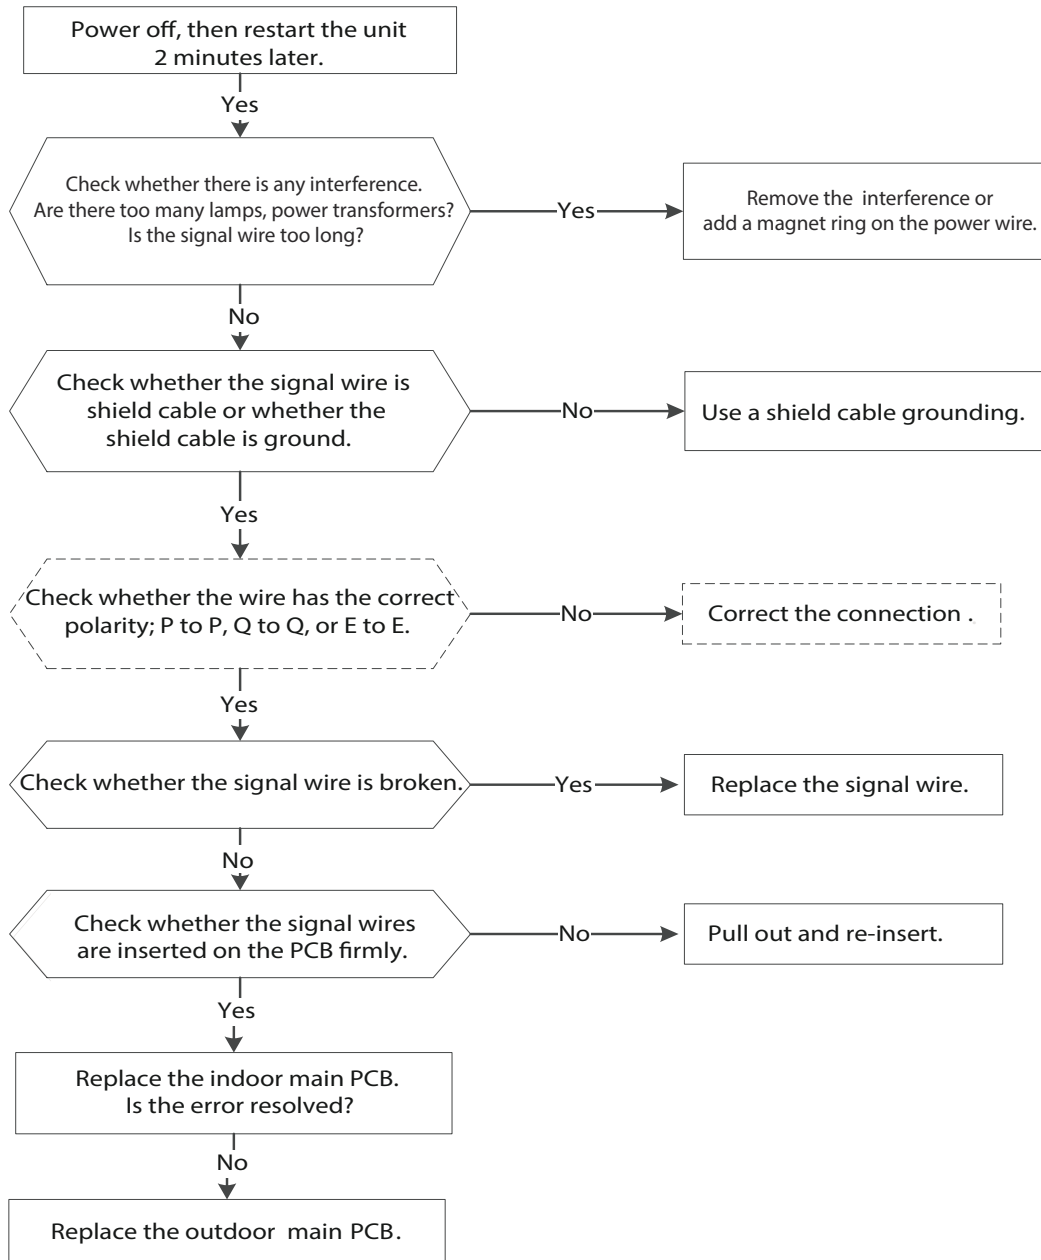 Power off, then restart the unit
2 minutes later.
Yes
Check whether there is any interference.
Are there too many lamps, power transformers?
Is the signal wire too long?
Yes
Remove the interference or
add a magnet ring on the power wire.
No
Check whether the signal wire is
shield cable or whether the
shield cable is ground.
No
Use a shield cable grounding.
Yes
Check whether the wire has the correct
polarity; P to P, Q to Q, or E to E.
No
Correct the connection .
Yes
Check whether the signal wire is broken.
Yes
Replace the signal wire.
No
Check whether the signal wires
are inserted on the PCB firmly.
No
Pull out and re-insert.
Yes
Replace the indoor main PCB.
Is the error resolved?
No
Replace the outdoor main PCB.